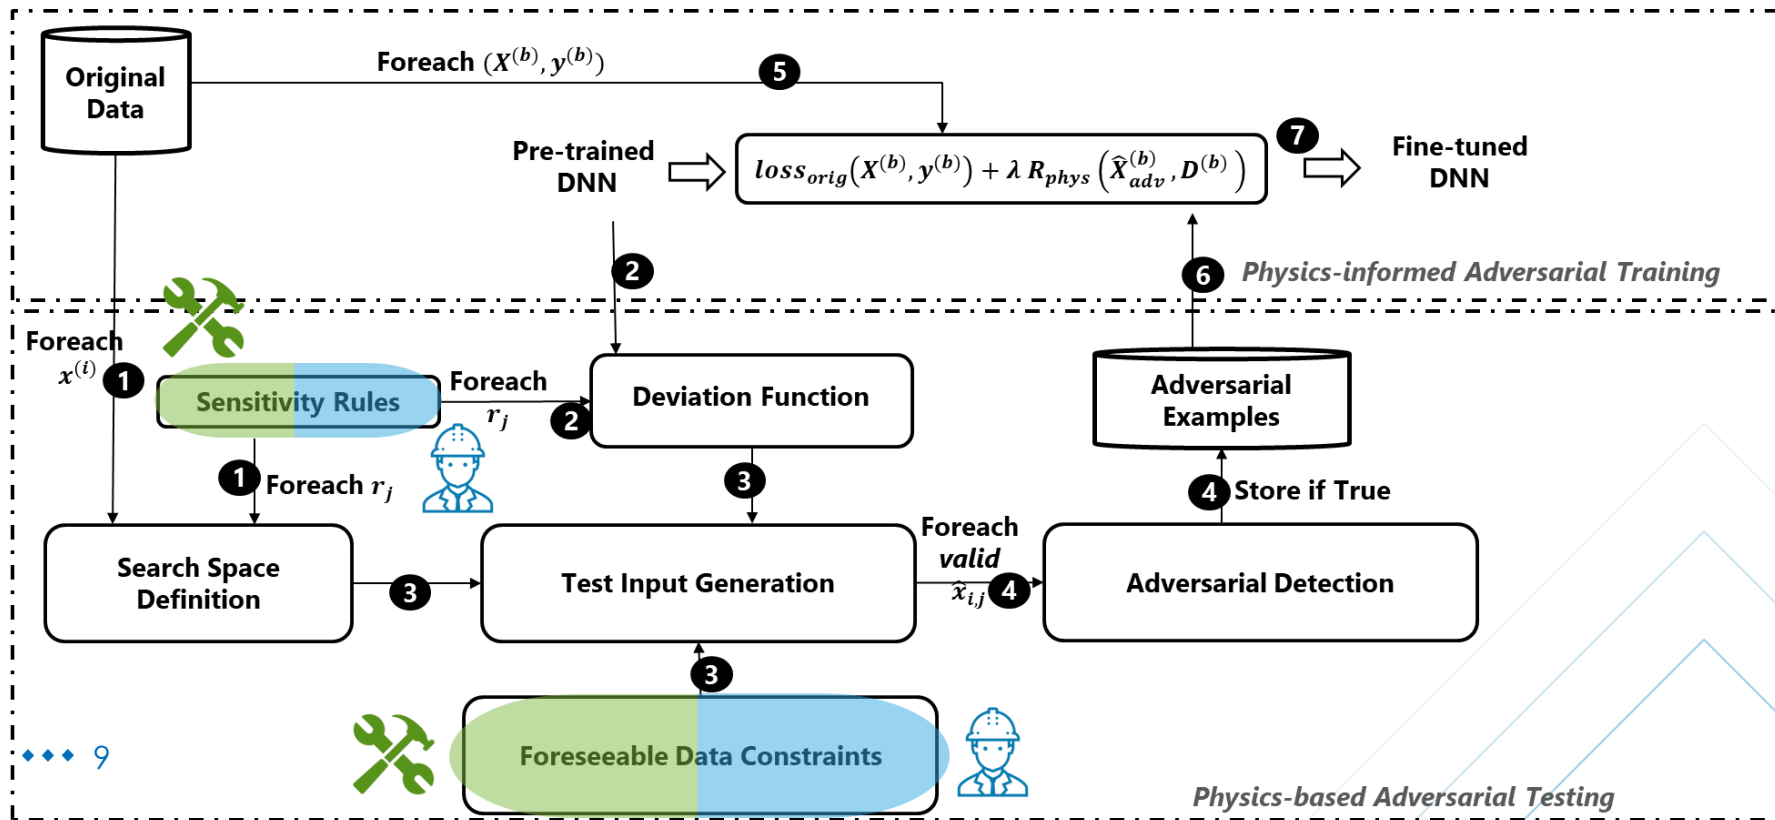 Original
Data
Foreach (X^(b), y^(b))
5
Pre-trained
DNN
loss_orig(X^(b), y^(b)) + λ R_phys(X̂_adv^(b), D^(b))
7
Fine-tuned
DNN
2
6
Physics-informed Adversarial Training
Foreach
x^(i)
1
Sensitivity Rules
Foreach
r_j
2
Deviation Function
Adversarial
Examples
1
Foreach r_j
3
4
Store if True
Search Space
Definition
3
Test Input Generation
Foreach
valid
x̂_i,j
4
Adversarial Detection
3
Foreseeable Data Constraints
9
Physics-based Adversarial Testing